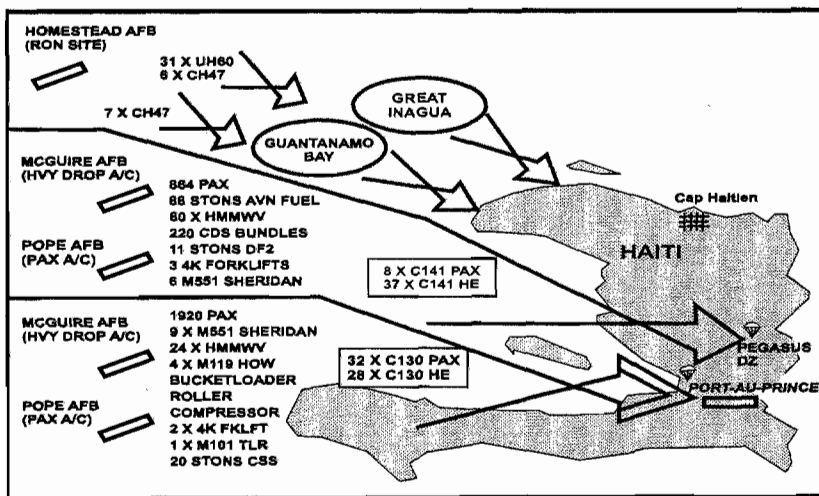 HOMESTEAD AFB
(RON SITE)
31 X UH60
6 X CH47
7 X CH47
GREAT
INAGUA
GUANTANAMO
BAY
MCGUIRE AFB
(HVY DROP A/C)
POPE AFB
(PAX A/C)
864 PAX
88 STONS AVN FUEL
60 X HMMWV
220 CDS BUNDLES
11 STONS DF2
3 4K FORKLIFTS
6 M551 SHERIDAN
8 X C141 PAX
37 X C141 HE
Cap Haitien
HAITI
PEGASUS
DZ
PORT-AU-PRINCE
MCGUIRE AFB
(HVY DROP A/C)
POPE AFB
(PAX A/C)
1920 PAX
9 X M551 SHERIDAN
24 X HMMWV
4 X M119 HOW
BUCKETLOADER
ROLLER
COMPRESSOR
2 X 4K FKLFT
1 X M101 TLR
20 STONS CSS
32 X C130 PAX
28 X C130 HE